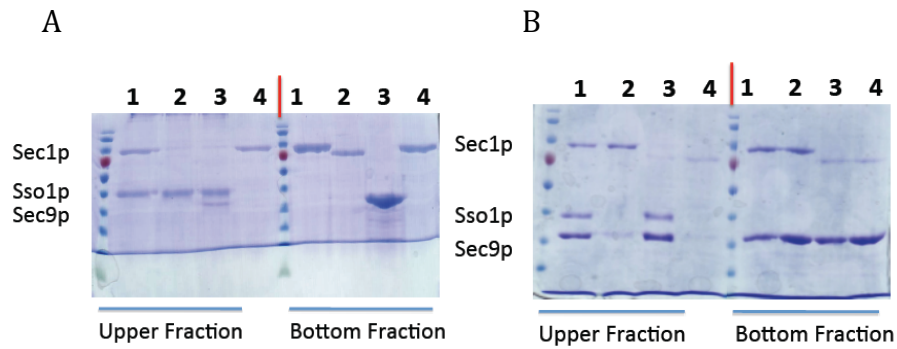 A
B
1 2 3 4 1 2 3 4
Sec1p
Sso1p
Sec9p
Upper Fraction Bottom Fraction
1 2 3 4 1 2 3 4
Sec1p
Sso1p
Sec9p
Upper Fraction Bottom Fraction